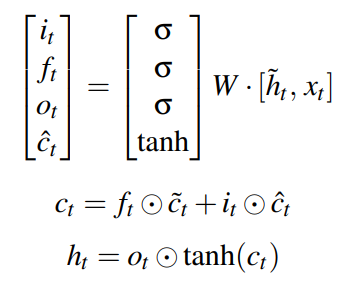 [i_t f_t o_t ĉ_t] = [σ σ σ tanh] W · [h̃_t, x_t]
c_t = f_t ⊙ c̃_t + i_t ⊙ ĉ_t
h_t = o_t ⊙ tanh(c_t)